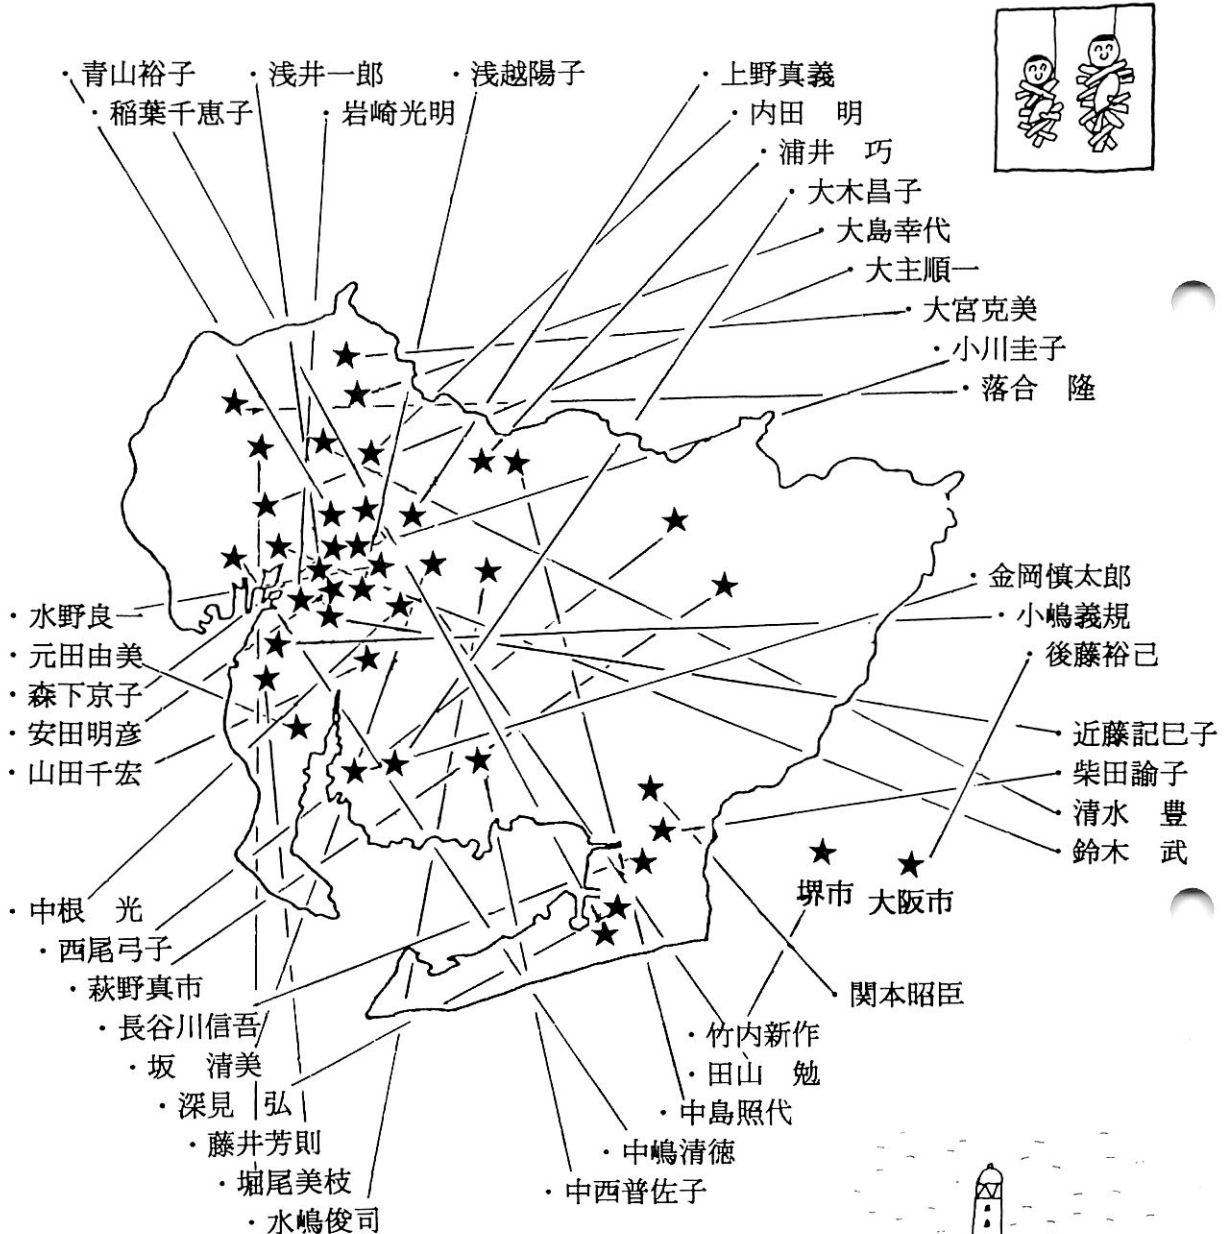 ・青山裕子
・浅井一郎
・浅越陽子
・稲葉千恵子
・岩崎光明
・上野真義
・内田　明
・浦井　巧
・大木昌子
・大島幸代
・大主順一
・大宮克美
・小川圭子
・落合　隆
・金岡慎太郎
・小嶋義規
・後藤裕己
・近藤記巳子
・柴田諭子
・清水　豊
・鈴木　武
堺市
大阪市
・関本昭臣
・竹内新作
・田山　勉
・中島照代
・中嶋清徳
・中西普佐子
・水野良一
・元田由美
・森下京子
・安田明彦
・山田千宏
・中根　光
・西尾弓子
・萩野真市
・長谷川信吾
・坂　清美
・深見　弘
・藤井芳則
・堀尾美枝
・水嶋俊司